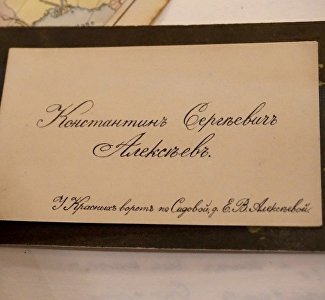 Константинъ Сергѣевичъ
Алексѣевъ.
У Красныхъ воротъ по Садовой, д. Е. В. Алексѣевой.